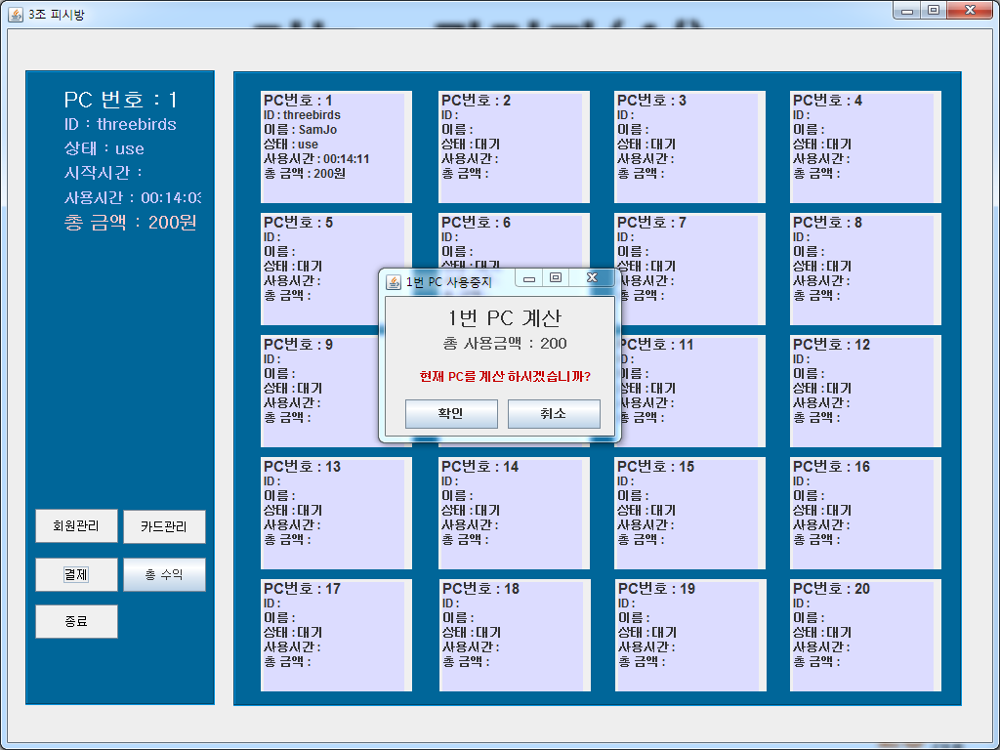 3조 피시방
PC 번호 : 1
ID : threebirds
상태 : use
시작시간 :
사용시간 : 00:14:03
총 금액 : 200원
회원관리
카드관리
결제
총 수익
종료
PC번호 : 1
ID : threebirds
이름 : SamJo
상태 : use
사용시간 : 00:14:11
총 금액 : 200원
PC번호 : 2
ID :
이름 :
상태 : 대기
사용시간 :
총 금액 :
PC번호 : 3
ID :
이름 :
상태 : 대기
사용시간 :
총 금액 :
PC번호 : 4
ID :
이름 :
상태 : 대기
사용시간 :
총 금액 :
PC번호 : 5
ID :
이름 :
상태 : 대기
사용시간 :
총 금액 :
PC번호 : 6
ID :
이름 :
상태 : 대기
PC번호 : 7
ID :
이름 :
상태 : 대기
사용시간 :
총 금액 :
PC번호 : 8
ID :
이름 :
상태 : 대기
사용시간 :
총 금액 :
1번 PC 사용중지
1번 PC 계산
총 사용금액 : 200
현재 PC를 계산 하시겠습니까?
확인
취소
PC번호 : 9
ID :
이름 :
상태 : 대기
사용시간 :
총 금액 :
PC번호 : 11
ID :
이름 :
상태 : 대기
사용시간 :
총 금액 :
PC번호 : 12
ID :
이름 :
상태 : 대기
사용시간 :
총 금액 :
PC번호 : 13
ID :
이름 :
상태 : 대기
사용시간 :
총 금액 :
PC번호 : 14
ID :
이름 :
상태 : 대기
사용시간 :
총 금액 :
PC번호 : 15
ID :
이름 :
상태 : 대기
사용시간 :
총 금액 :
PC번호 : 16
ID :
이름 :
상태 : 대기
사용시간 :
총 금액 :
PC번호 : 17
ID :
이름 :
상태 : 대기
사용시간 :
총 금액 :
PC번호 : 18
ID :
이름 :
상태 : 대기
사용시간 :
총 금액 :
PC번호 : 19
ID :
이름 :
상태 : 대기
사용시간 :
총 금액 :
PC번호 : 20
ID :
이름 :
상태 : 대기
사용시간 :
총 금액 :